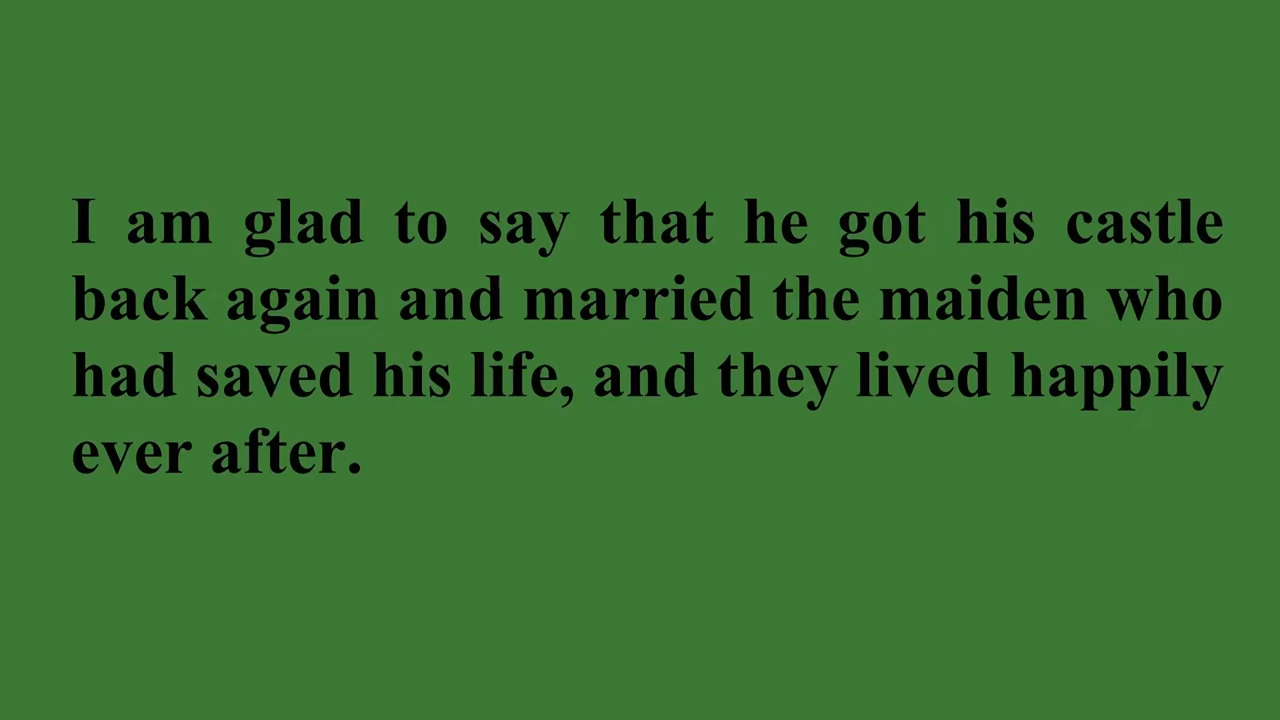 I am glad to say that he got his castle
back again and married the maiden who
had saved his life, and they lived happily
ever after.